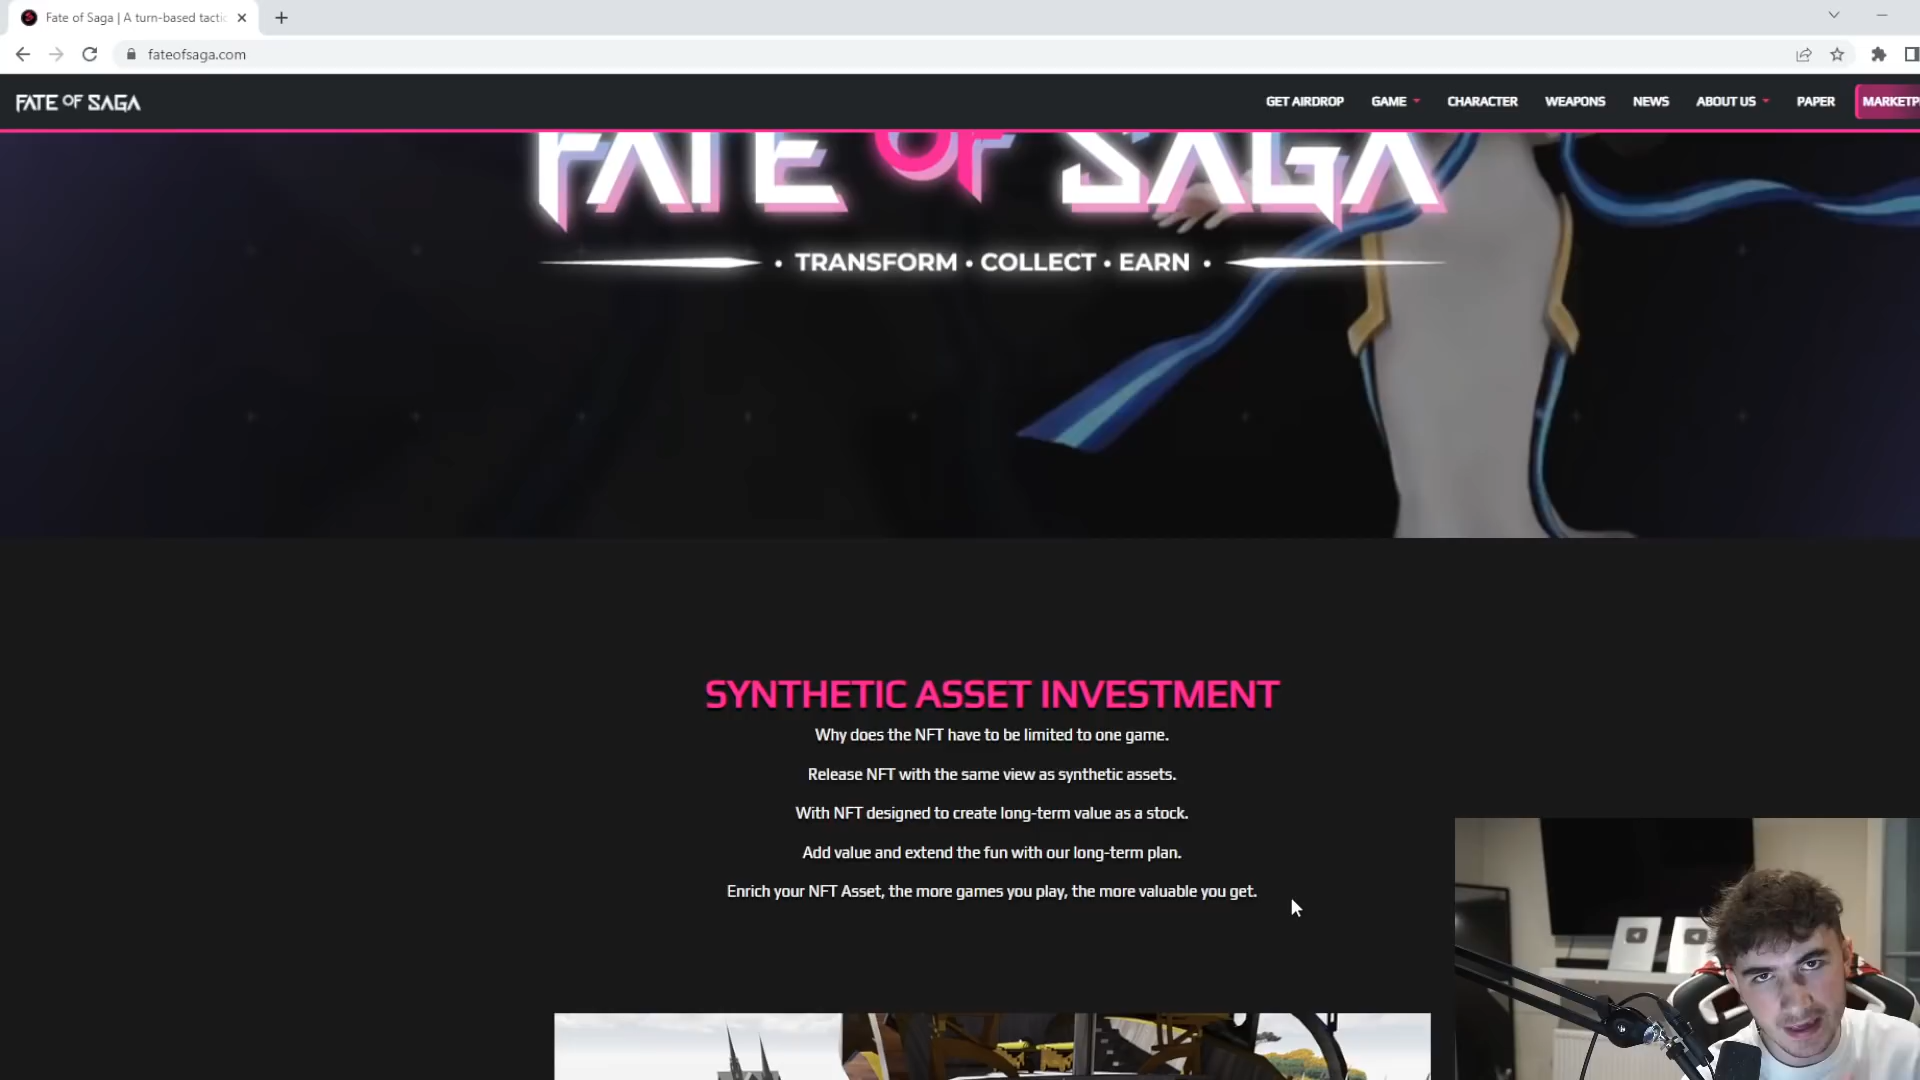 Fate of Saga | A turn-based tactic
fateofsaga.com
FATE OF SAGA
GET AIRDROP
GAME
CHARACTER
WEAPONS
NEWS
ABOUT US
PAPER
MARKETP
FATE OF SAGA
• TRANSFORM • COLLECT • EARN •
SYNTHETIC ASSET INVESTMENT
Why does the NFT have to be limited to one game.
Release NFT with the same view as synthetic assets.
With NFT designed to create long-term value as a stock.
Add value and extend the fun with our long-term plan.
Enrich your NFT Asset, the more games you play, the more valuable you get.